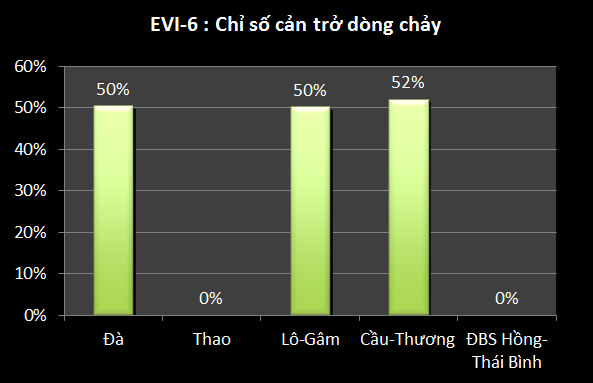 EVI-6 : Chỉ số cản trở dòng chảy
60%
50%
40%
30%
20%
10%
0%
50%
0%
50%
52%
0%
Đà
Thao
Lô-Gâm
Cầu-Thương
ĐBS Hồng-
Thái Bình